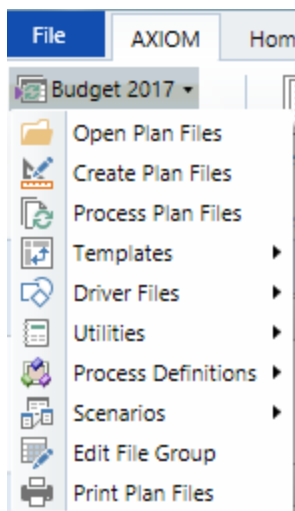 File AXIOM Hom
Budget 2017
Open Plan Files
Create Plan Files
Process Plan Files
Templates
Driver Files
Utilities
Process Definitions
Scenarios
Edit File Group
Print Plan Files